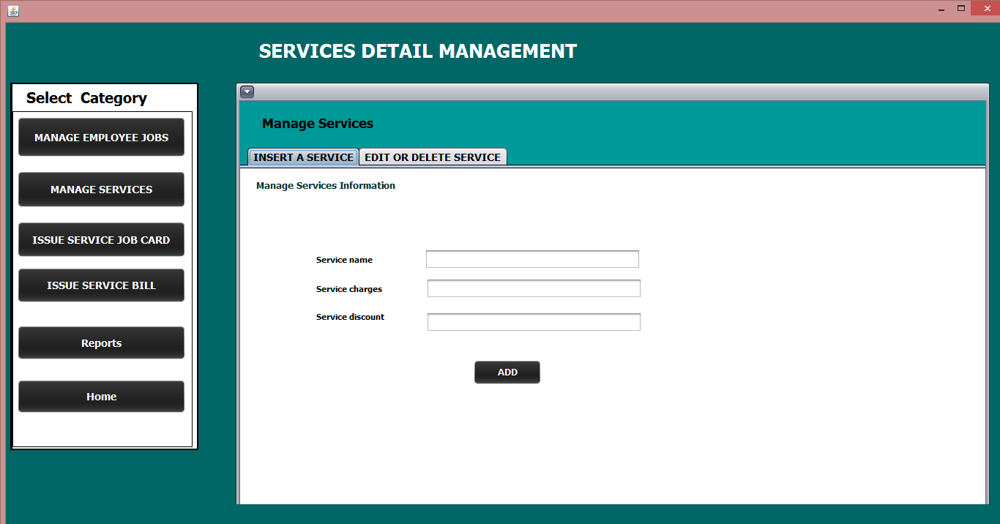 SERVICES DETAIL MANAGEMENT
Select Category
MANAGE EMPLOYEE JOBS
MANAGE SERVICES
ISSUE SERVICE JOB CARD
ISSUE SERVICE BILL
Reports
Home
Manage Services
INSERT A SERVICE
EDIT OR DELETE SERVICE
Manage Services Information
Service name
Service charges
Service discount
ADD